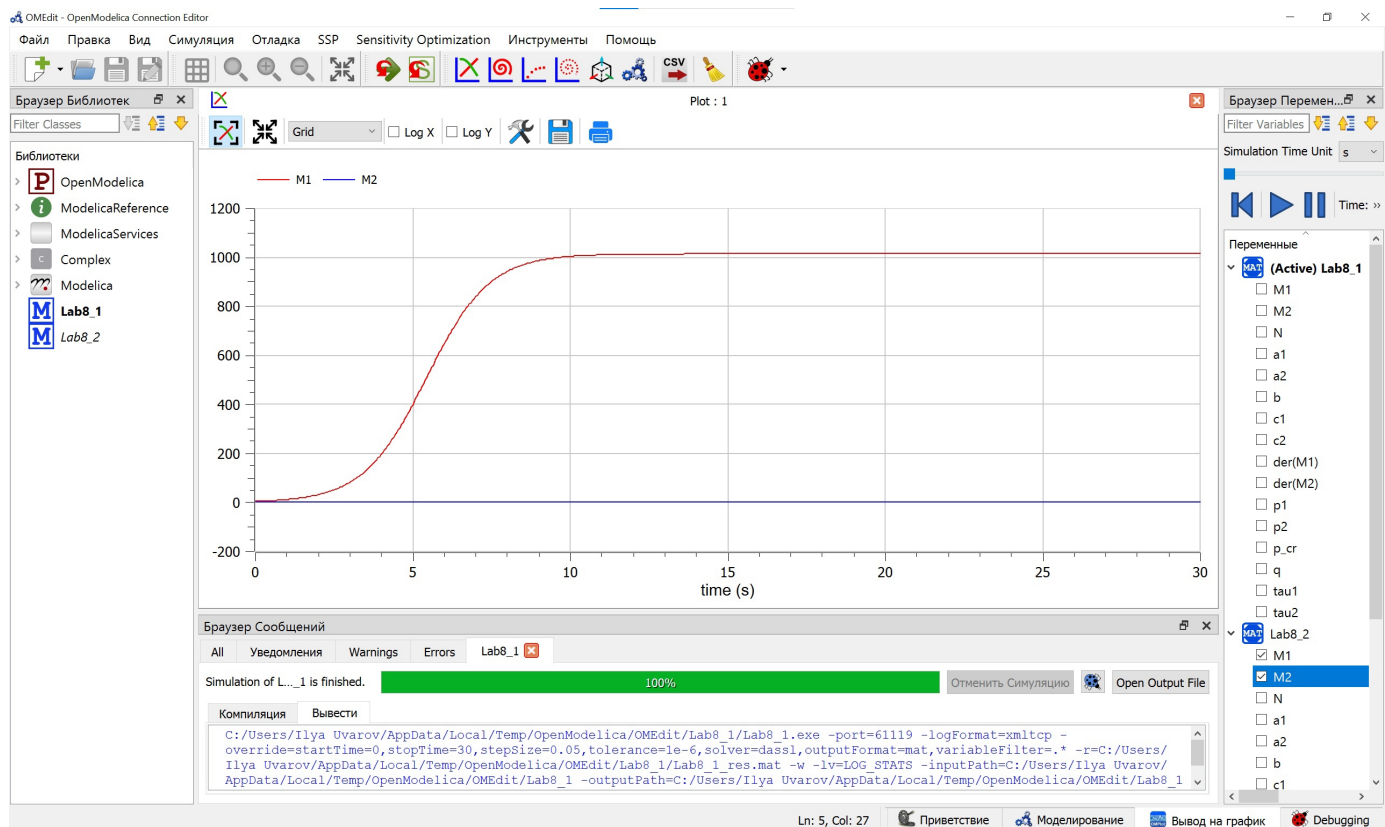 OMEdit - OpenModelica Connection Editor
Файл Правка Вид Симуляция Отладка SSP Sensitivity Optimization Инструменты Помощь
CSV
Браузер Библиотек
Filter Classes
Библиотеки
P OpenModelica
i ModelicaReference
ModelicaServices
C Complex
m Modelica
M Lab8_1
M Lab8_2
Plot : 1
Grid Log X Log Y
M1 M2
1200
1000
800
600
400
200
0
-200
0 5 10 15 20 25 30
time (s)
Браузер Сообщений
All Уведомления Warnings Errors Lab8_1
Simulation of L..._1 is finished. 100% Отменить Симуляцию Open Output File
Компиляция Вывести
C:/Users/Ilya Uvarov/AppData/Local/Temp/OpenModelica/OMEdit/Lab8_1/Lab8_1.exe -port=61119 -logFormat=xmltcp -
override=startTime=0,stopTime=30,stepSize=0.05,tolerance=1e-6,solver=dassl,outputFormat=mat,variableFilter=.* -r=C:/Users/
Ilya Uvarov/AppData/Local/Temp/OpenModelica/OMEdit/Lab8_1/Lab8_1_res.mat -w -lv=LOG_STATS -inputPath=C:/Users/Ilya Uvarov/
AppData/Local/Temp/OpenModelica/OMEdit/Lab8_1 -outputPath=C:/Users/Ilya Uvarov/AppData/Local/Temp/OpenModelica/OMEdit/Lab8_1
Браузер Перемен...
Filter Variables
Simulation Time Unit s
Time: »
Переменные
MAT (Active) Lab8_1
M1
M2
N
a1
a2
b
c1
c2
der(M1)
der(M2)
p1
p2
p_cr
q
tau1
tau2
MAT Lab8_2
M1
M2
N
a1
a2
b
c1
Ln: 5, Col: 27 Приветствие Моделирование Вывод на график Debugging